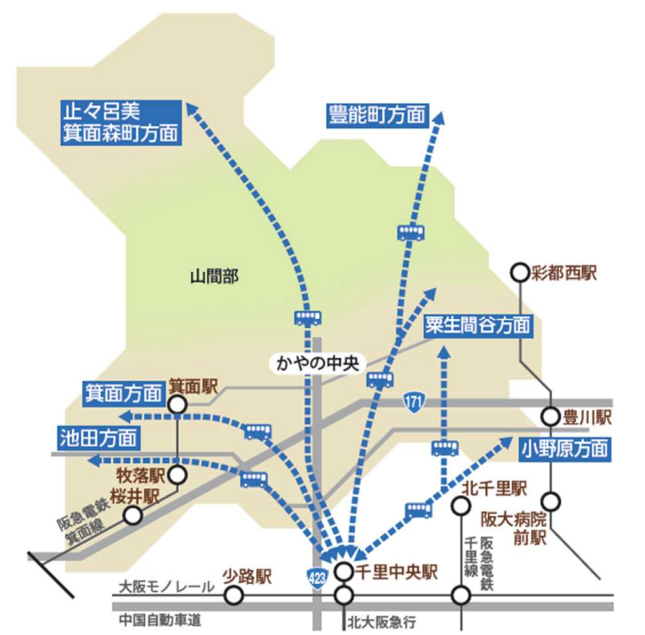 止々呂美
箕面森町方面
豊能町方面
山間部
彩都西駅
粟生間谷方面
かやの中央
箕面方面
箕面駅
171
豊川駅
池田方面
小野原方面
牧落駅
桜井駅
北千里駅
阪急電鉄
箕面線
阪大病院
前駅
阪急電鉄
千里線
少路駅
423
千里中央駅
大阪モノレール
中国自動車道
北大阪急行